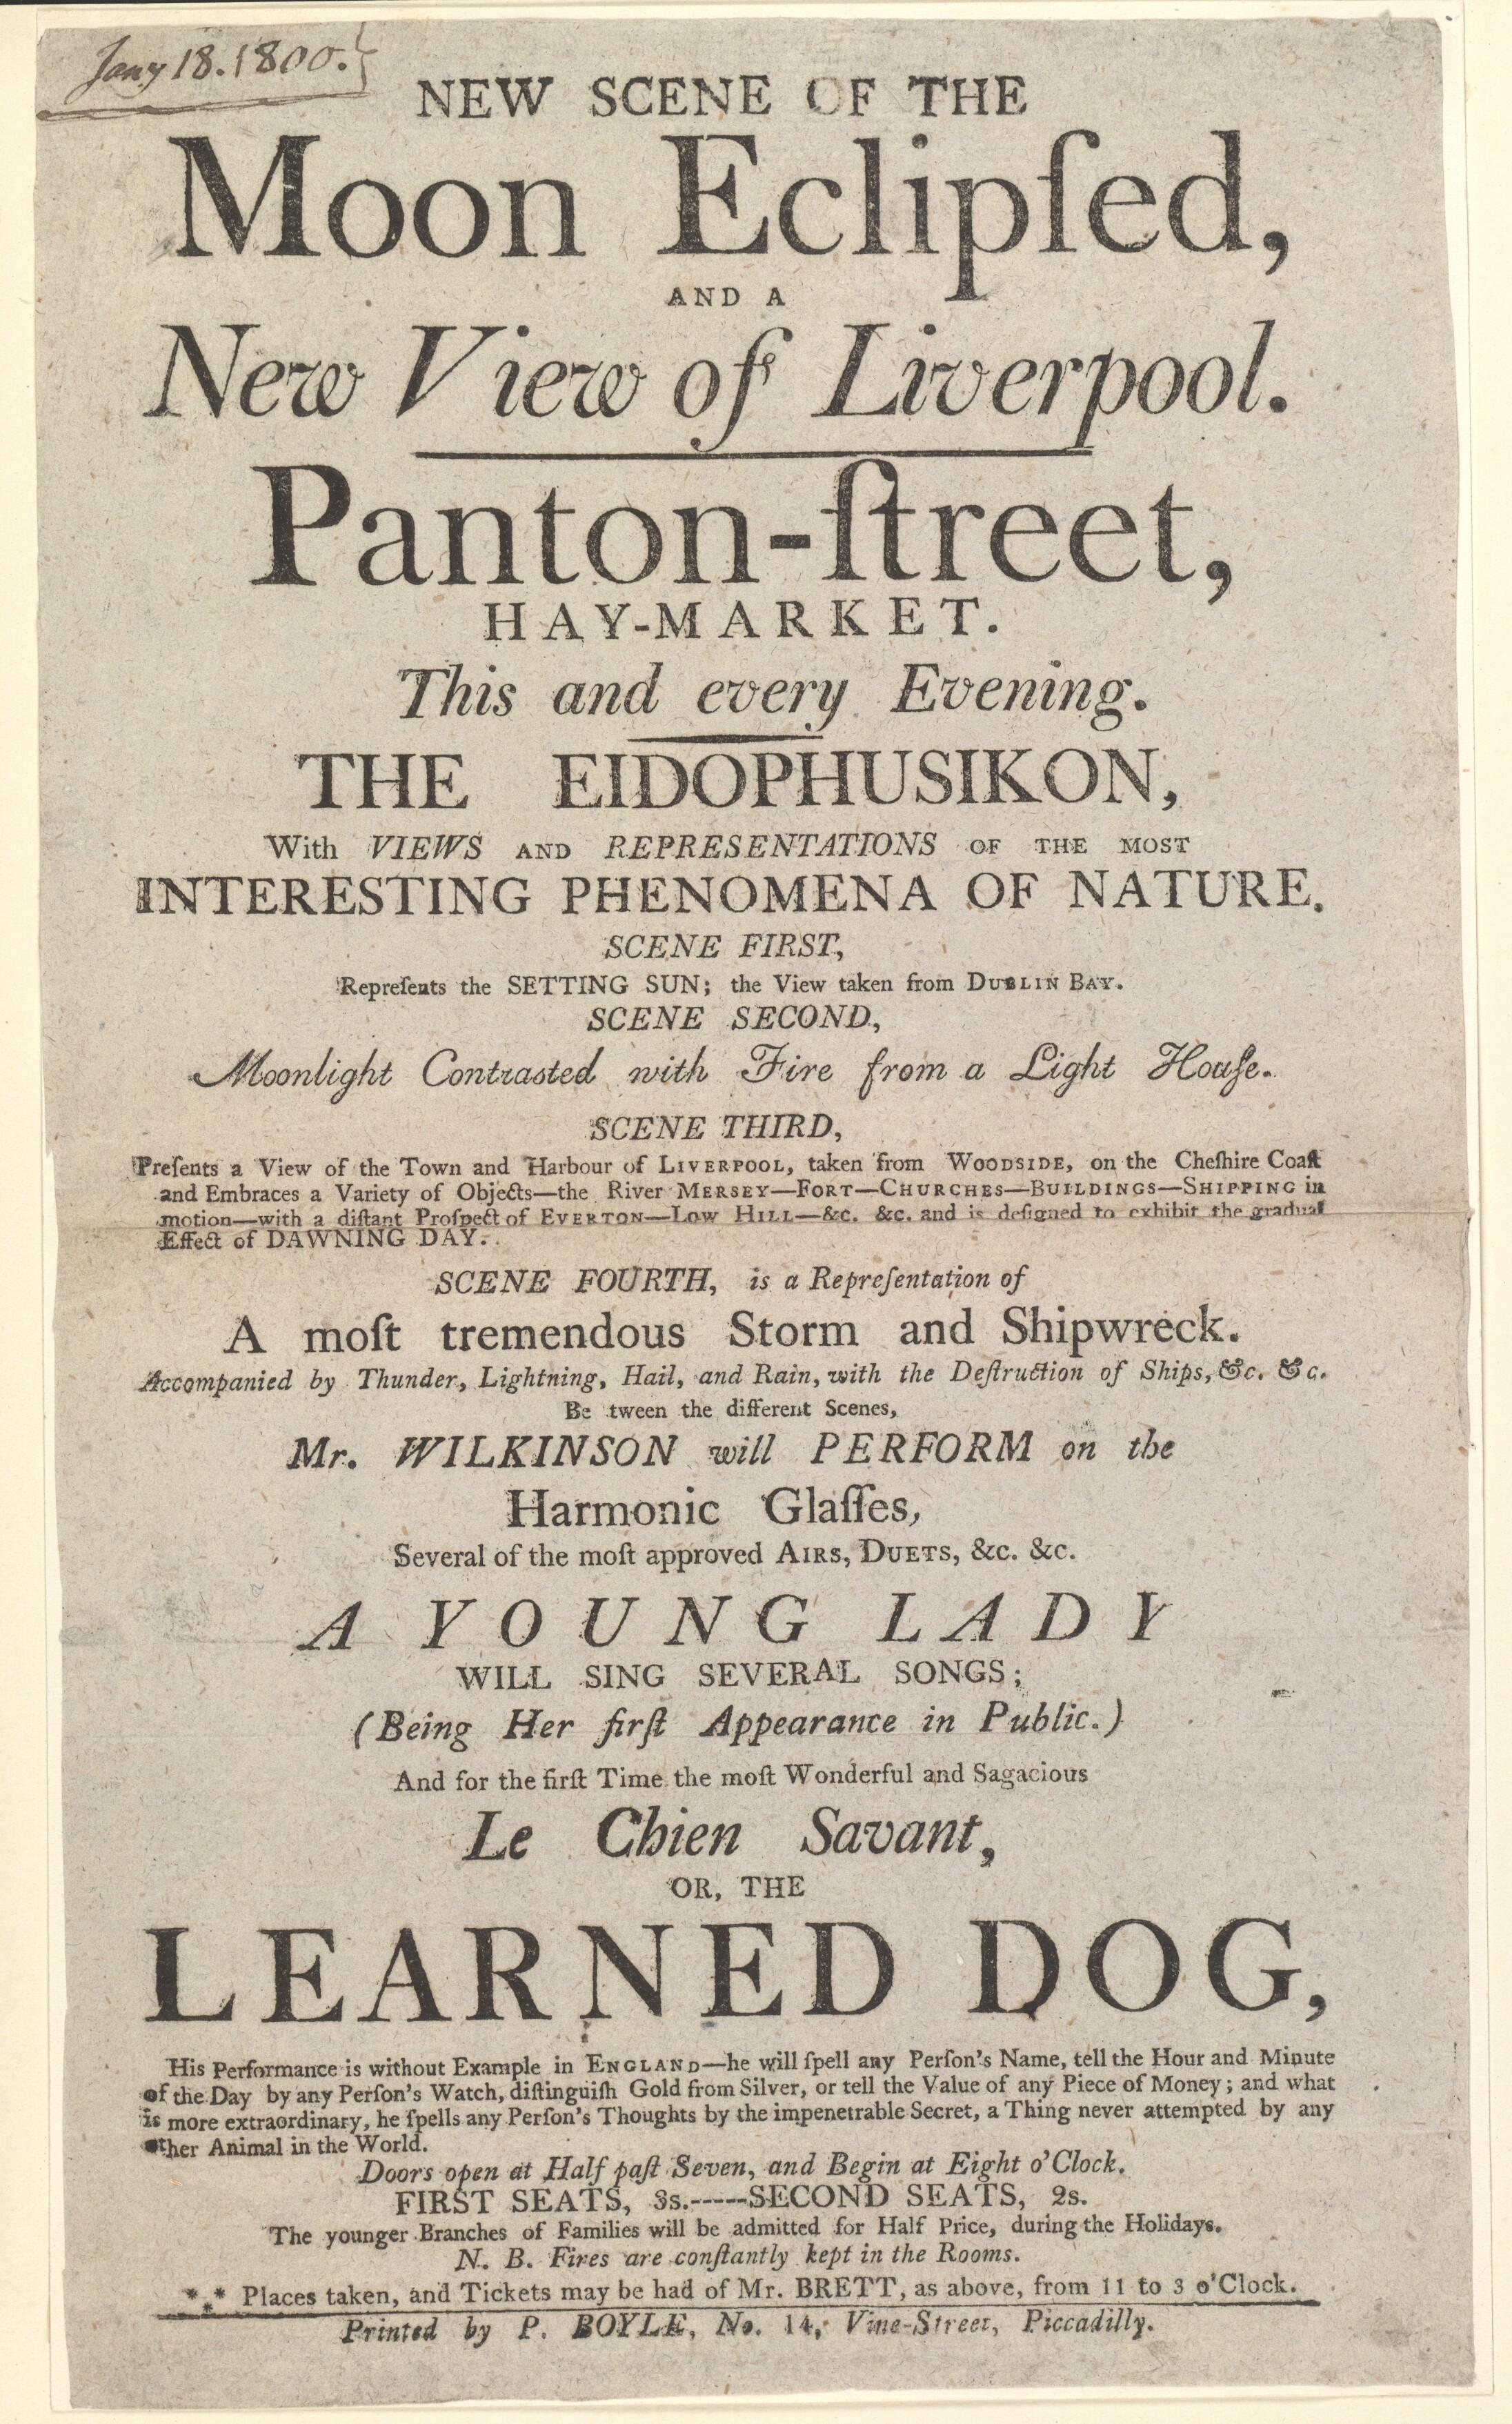 Jany 18. 1800.}
NEW SCENE OF THE
Moon Eclipſed,
AND A
New View of Liverpool.
Panton-ſtreet,
HAY-MARKET.
This and every Evening.
THE EIDOPHUSIKON,
With VIEWS AND REPRESENTATIONS OF THE MOST
INTERESTING PHENOMENA OF NATURE.
SCENE FIRST,
Repreſents the SETTING SUN; the View taken from DUBLIN BAY.
SCENE SECOND,
Moonlight Contrasted with Fire from a Light Houſe.
SCENE THIRD,
Preſents a View of the Town and Harbour of LIVERPOOL, taken from WOODSIDE, on the Cheſhire Coaſt
and Embraces a Variety of Objects—the River MERSEY—FORT—CHURCHES—BUILDINGS—SHIPPING in
motion—with a diſtant Proſpect of EVERTON—LOW HILL—&c. &c. and is deſigned to exhibit the gradual
Effect of DAWNING DAY.
SCENE FOURTH, is a Repreſentation of
A moſt tremendous Storm and Shipwreck.
Accompanied by Thunder, Lightning, Hail, and Rain, with the Deſtruction of Ships, &c. &c.
Be tween the different Scenes,
Mr. WILKINSON will PERFORM on the
Harmonic Glaſſes,
Several of the moſt approved AIRS, DUETS, &c. &c.
A YOUNG LADY
WILL SING SEVERAL SONGS;
(Being Her firſt Appearance in Public.)
And for the firſt Time the moſt Wonderful and Sagacious
Le Chien Savant,
OR, THE
LEARNED DOG,
His Performance is without Example in ENGLAND—he will ſpell any Perſon's Name, tell the Hour and Minute
of the Day by any Perſon's Watch, diſtinguiſh Gold from Silver, or tell the Value of any Piece of Money; and what
is more extraordinary, he ſpells any Perſon's Thoughts by the impenetrable Secret, a Thing never attempted by any
other Animal in the World.
Doors open at Half paſt Seven, and Begin at Eight o'Clock.
FIRST SEATS, 3s.-----SECOND SEATS, 2s.
The younger Branches of Families will be admitted for Half Price, during the Holidays.
N. B. Fires are conſtantly kept in the Rooms.
*⁎* Places taken, and Tickets may be had of Mr. BRETT, as above, from 11 to 3 o'Clock.
Printed by P. BOYLE, No. 14, Vine-Street, Piccadilly.